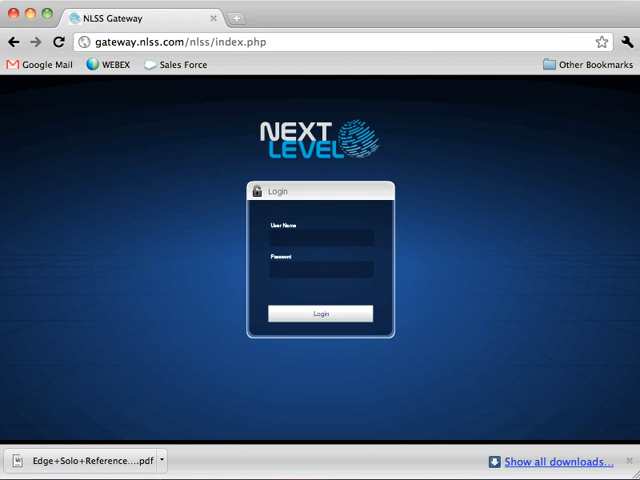 NLSS Gateway
gateway.nlss.com/nlss/index.php
Google Mail
WEBEX
Sales Force
Other Bookmarks
NEXT
LEVEL
Login
User Name
Password
Login
Edge+Solo+Reference....pdf
Show all downloads...